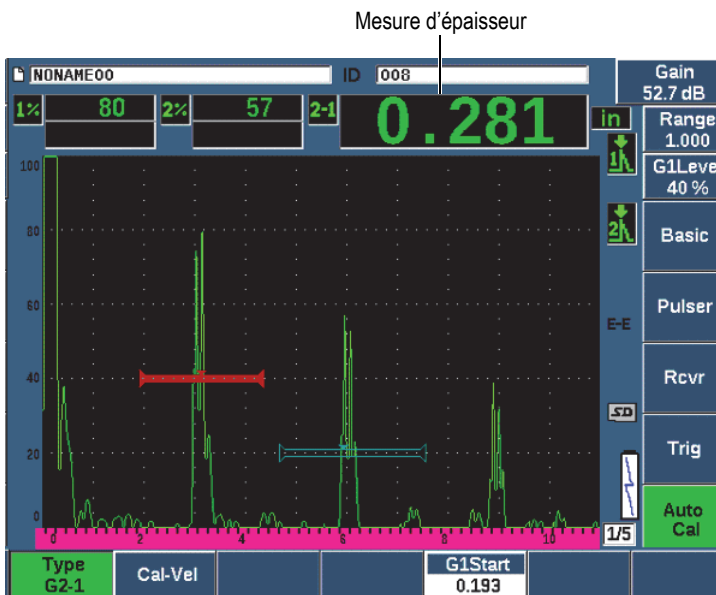 Mesure d'épaisseur
NONAME00 ID 008
1% 80 2% 57 2-1 0.281 in
Gain
52.7 dB
Range
1.000
G1Leve
40 %
Basic
Pulser
Rcvr
Trig
Auto
Cal
1
2
E-E
SD
1/5
100
80
60
40
20
0
0 2 4 6 8 10
Type
G2-1
Cal-Vel
G1Start
0.193